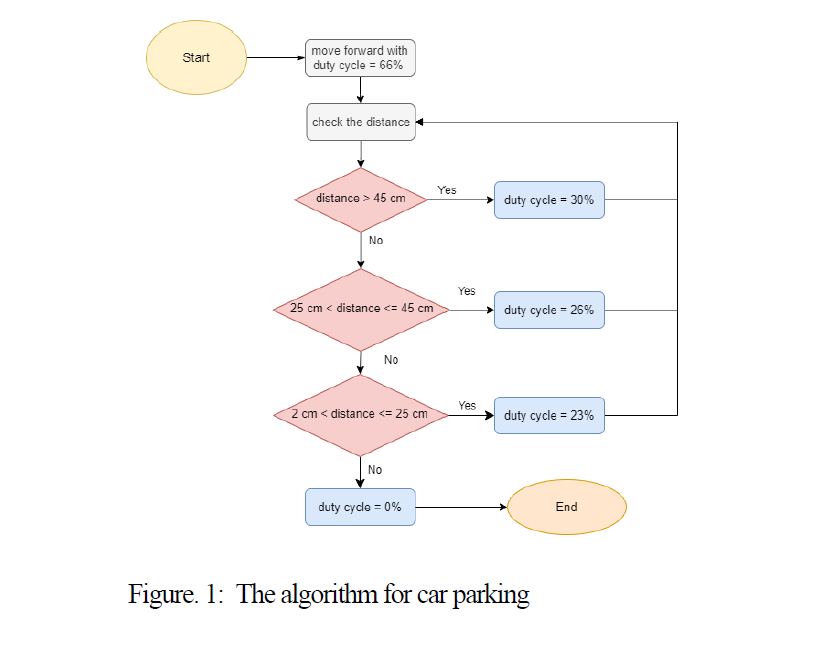 Start
move forward with
duty cycle = 66%
check the distance
distance > 45 cm
Yes
duty cycle = 30%
No
25 cm < distance <= 45 cm
Yes
duty cycle = 26%
No
2 cm < distance <= 25 cm
Yes
duty cycle = 23%
No
duty cycle = 0%
End
Figure. 1: The algorithm for car parking